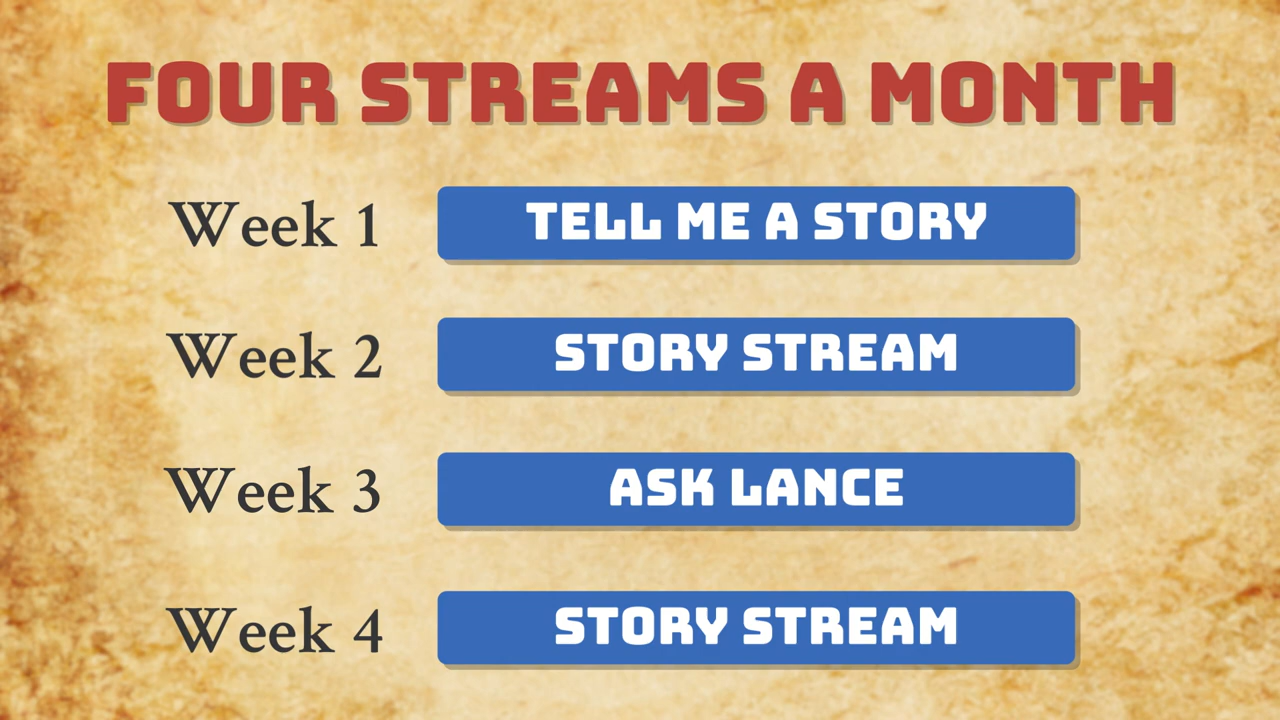 FOUR STREAMS A MONTH
Week 1 TELL ME A STORY
Week 2 STORY STREAM
Week 3 ASK LANCE
Week 4 STORY STREAM